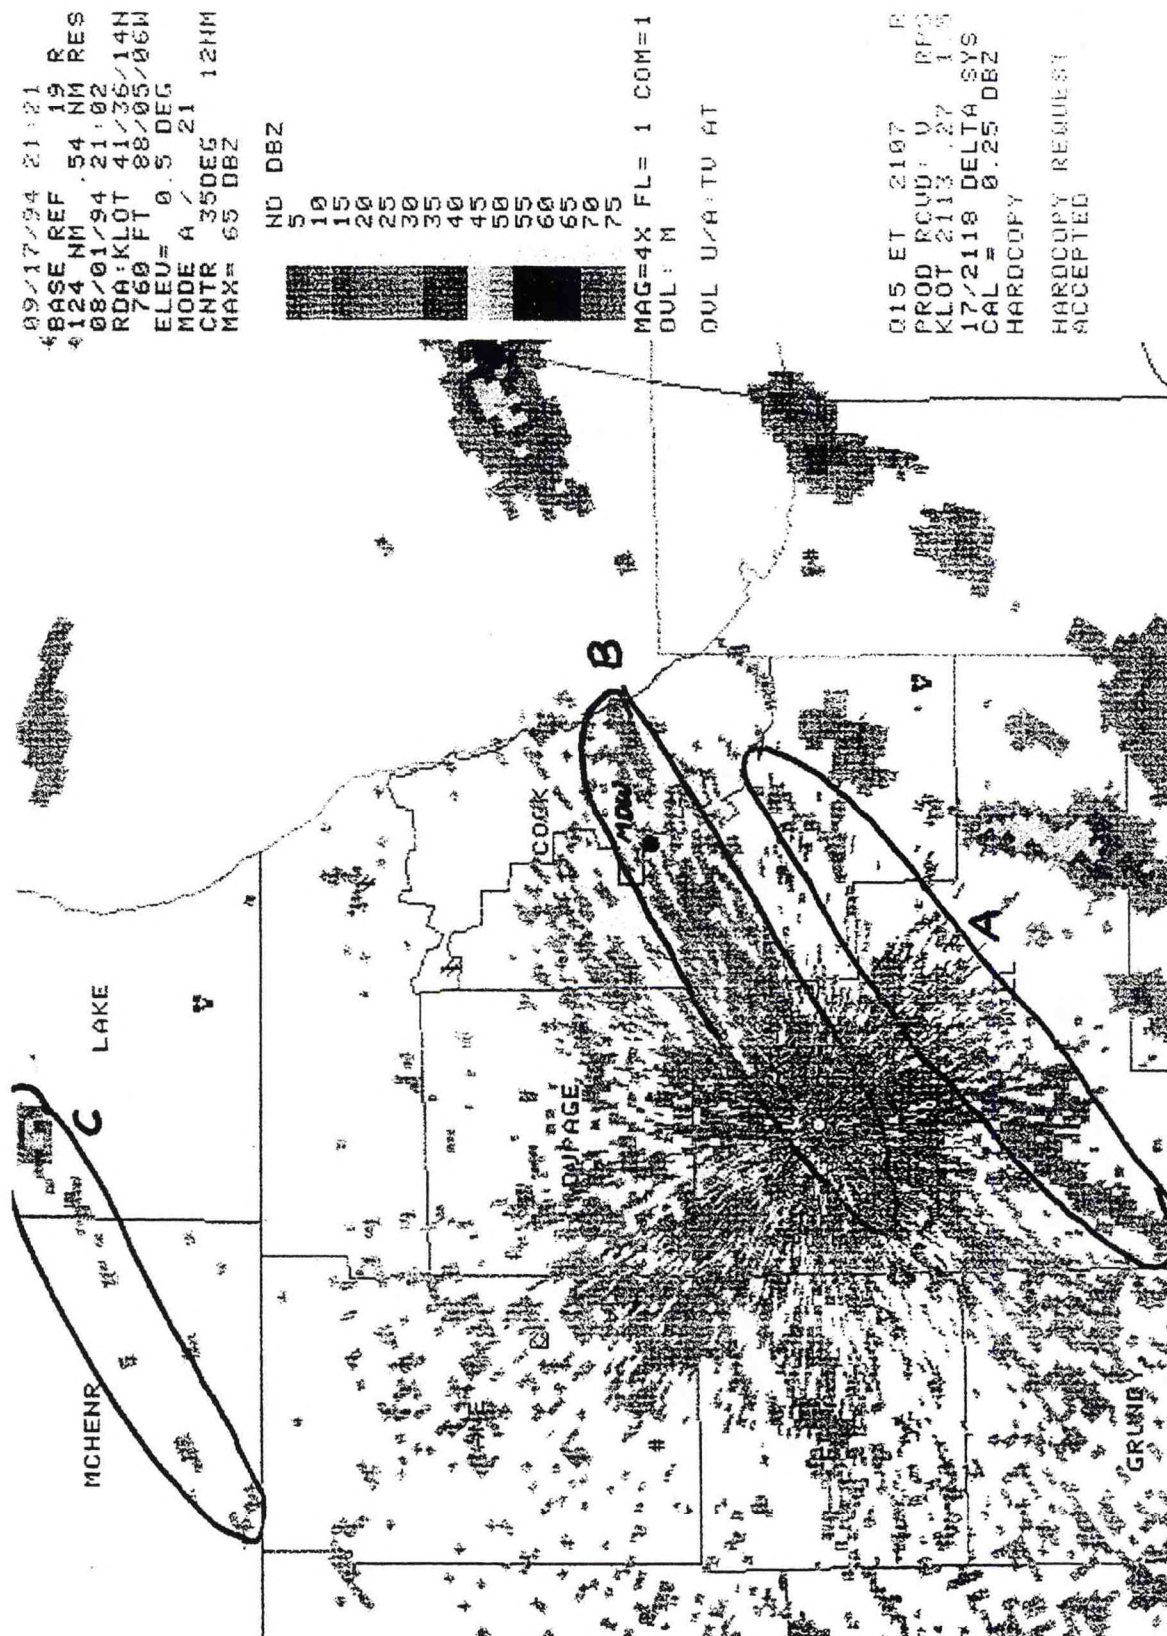 09/17/94 21:21
BASE REF 19 R
124 NM .54 NM RES
08/01/94 21:02
RDA:KLOT 41/36/14N
760 FT 88/05/06W
ELEV= 0.5 DEG
MODE A / 21
CNTR 35DEG 12NM
MAX= 65 DBZ
ND DBZ
5
10
15
20
25
30
35
40
45
50
55
60
65
70
75
MAG=4X FL= 1 COM=1
OVL: M
OVL U/A:TV AT
Q15 ET 2107 R
PROD RCVD: V RPS
KLOT 2113 .27
17/2118 DELTA SYS
CAL = 0.25 DBZ
HARDCOPY
HARDCOPY REQUEST
ACCEPTED
MCHENR
LAKE
C
COOK
DUPAGE
B
MDW
A
GRUNDY